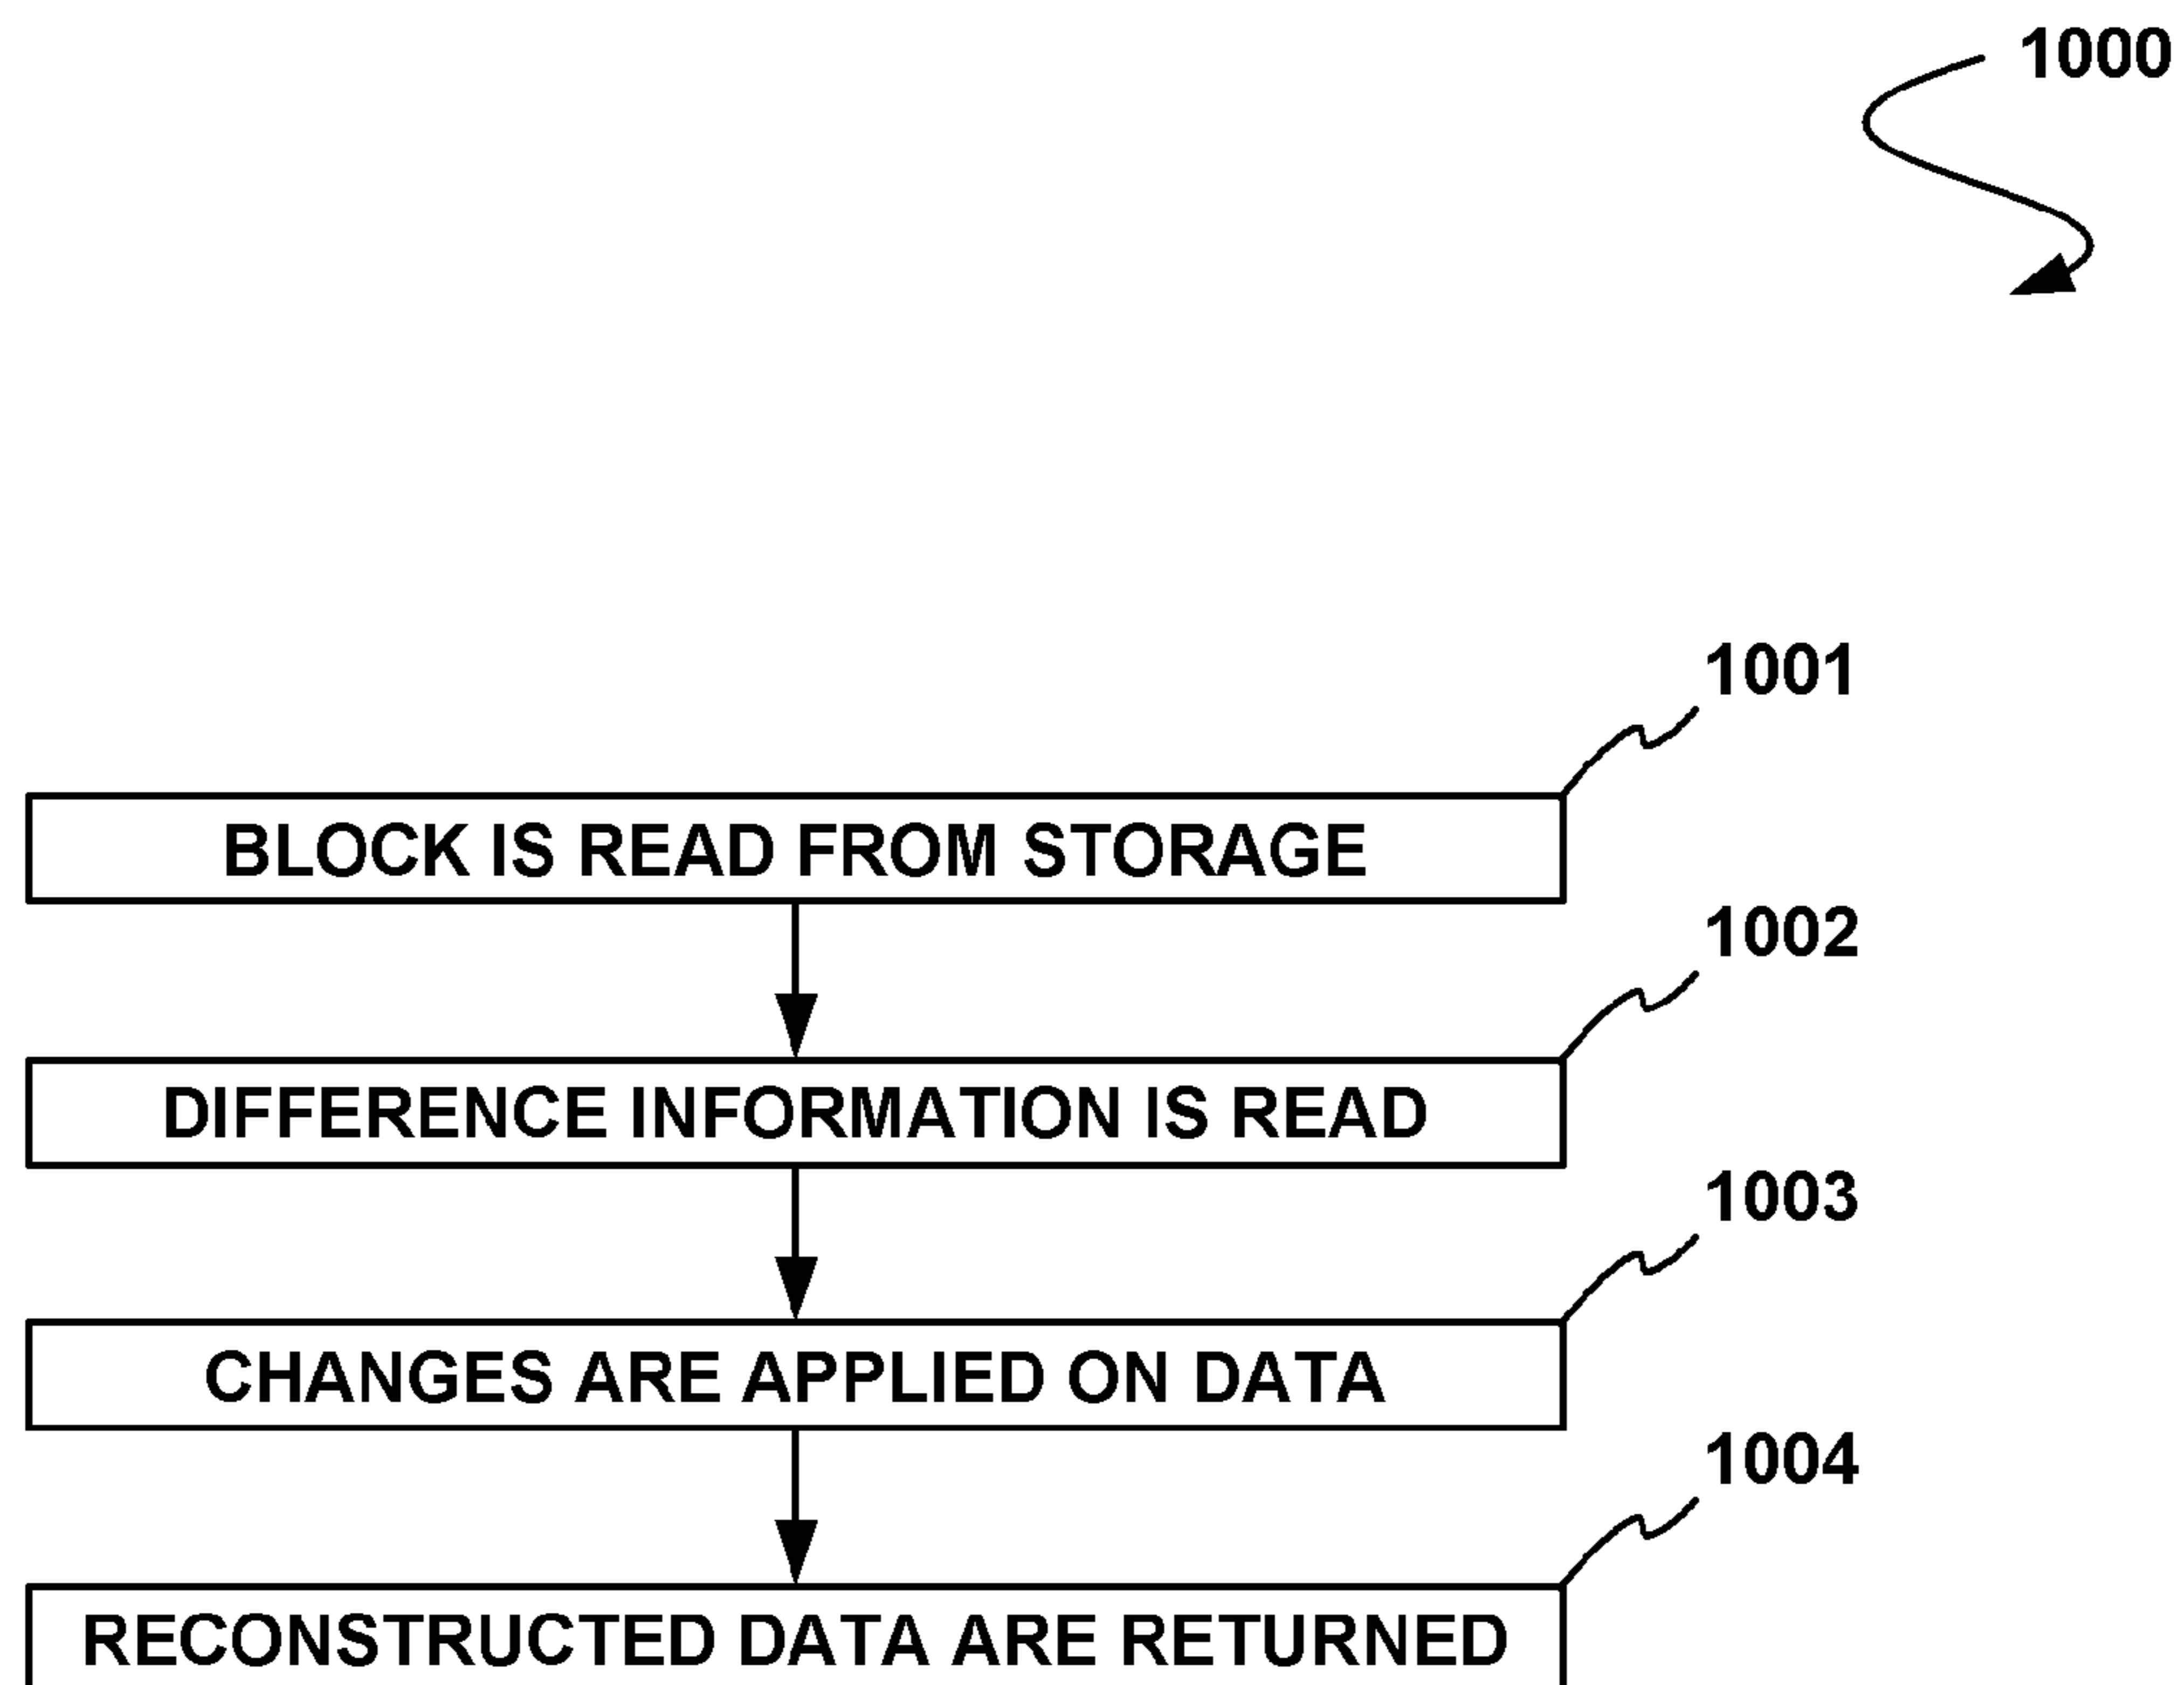 1000
1001
BLOCK IS READ FROM STORAGE
1002
DIFFERENCE INFORMATION IS READ
1003
CHANGES ARE APPLIED ON DATA
1004
RECONSTRUCTED DATA ARE RETURNED